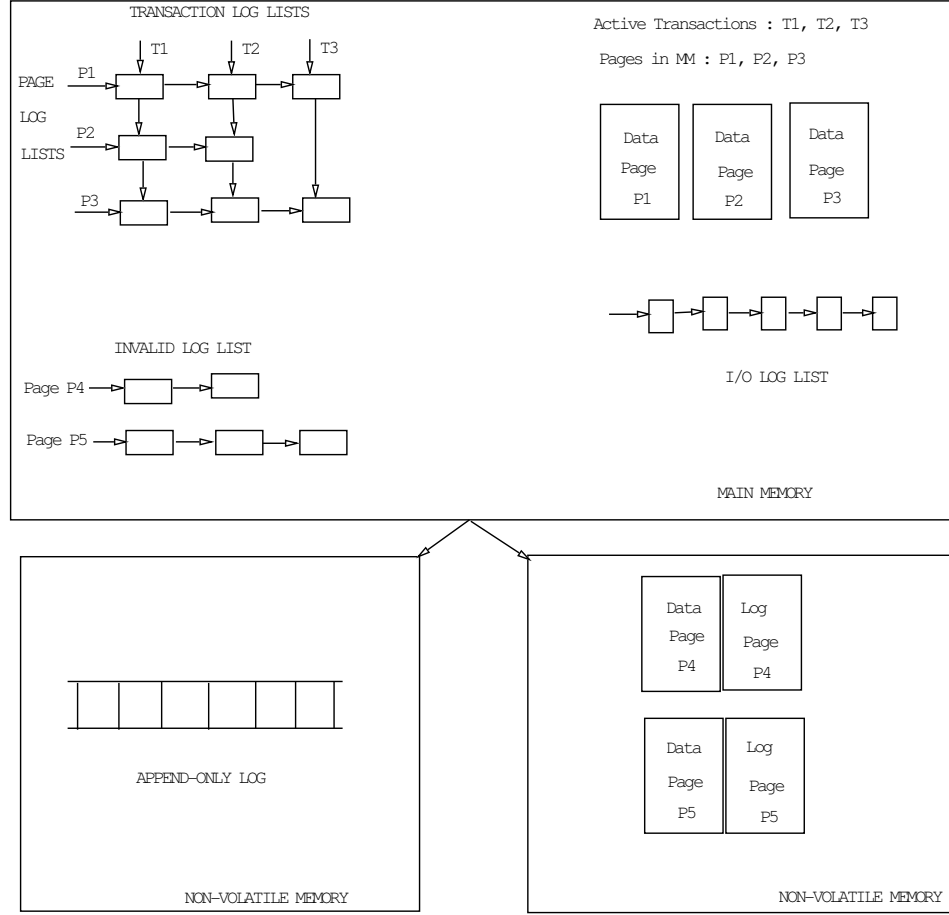 TRANSACTION LOG LISTS
T1 T2 T3
PAGE
LOG
LISTS
P1
P2
P3
Active Transactions : T1, T2, T3
Pages in MM : P1, P2, P3
Data
Page
P1
Data
Page
P2
Data
Page
P3
I/O LOG LIST
INVALID LOG LIST
Page P4
Page P5
MAIN MEMORY
APPEND-ONLY LOG
NON-VOLATILE MEMORY
Data
Page
P4
Log
Page
P4
Data
Page
P5
Log
Page
P5
NON-VOLATILE MEMORY